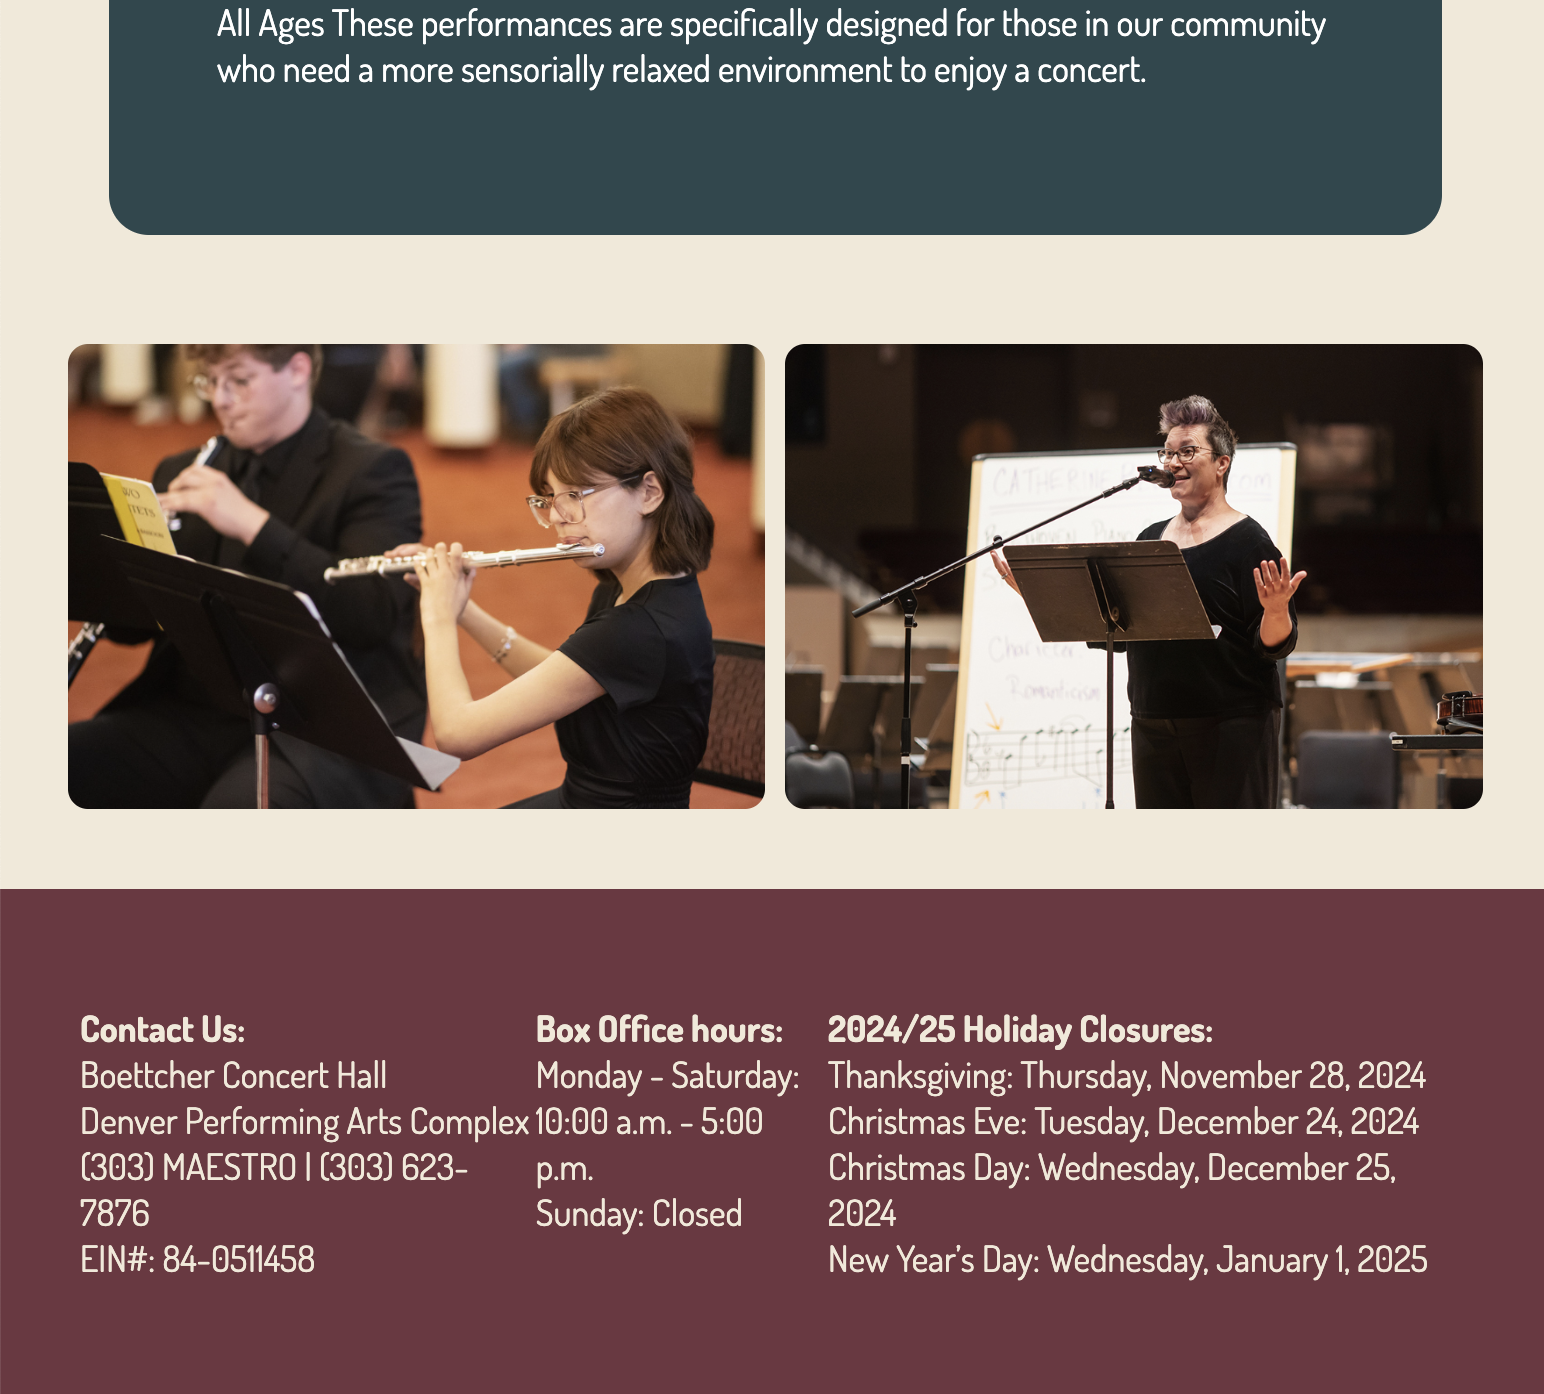 All Ages These performances are specifically designed for those in our community
who need a more sensorially relaxed environment to enjoy a concert.
CATHERINE
Character
Romanticism
Contact Us:
Boettcher Concert Hall
Denver Performing Arts Complex
(303) MAESTRO | (303) 623-
7876
EIN#: 84-0511458
Box Office hours:
Monday - Saturday:
10:00 a.m. - 5:00
p.m.
Sunday: Closed
2024/25 Holiday Closures:
Thanksgiving: Thursday, November 28, 2024
Christmas Eve: Tuesday, December 24, 2024
Christmas Day: Wednesday, December 25,
2024
New Year's Day: Wednesday, January 1, 2025